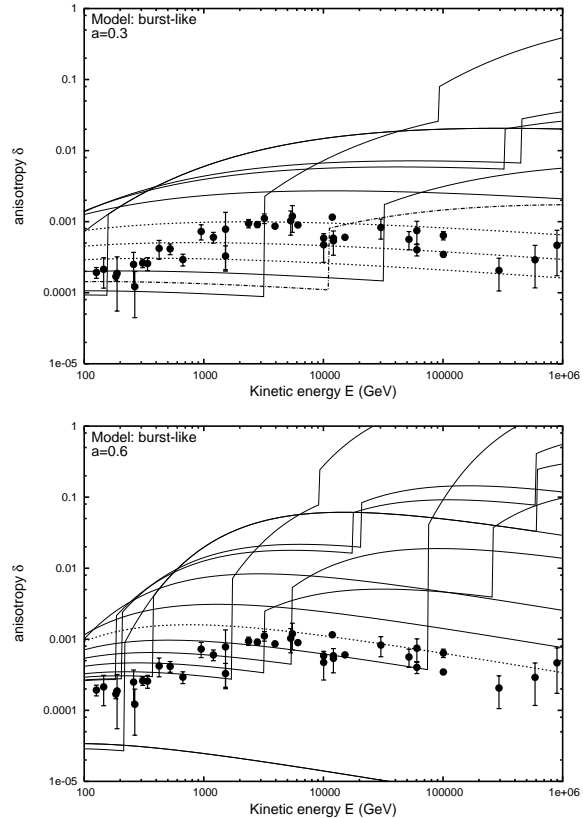 Model: burst-like
a=0.3
1
0.1
0.01
0.001
0.0001
1e-05
anisotropy δ
100 1000 10000 100000 1e+06
Kinetic energy E (GeV)
Model: burst-like
a=0.6
1
0.1
0.01
0.001
0.0001
1e-05
anisotropy δ
100 1000 10000 100000 1e+06
Kinetic energy E (GeV)